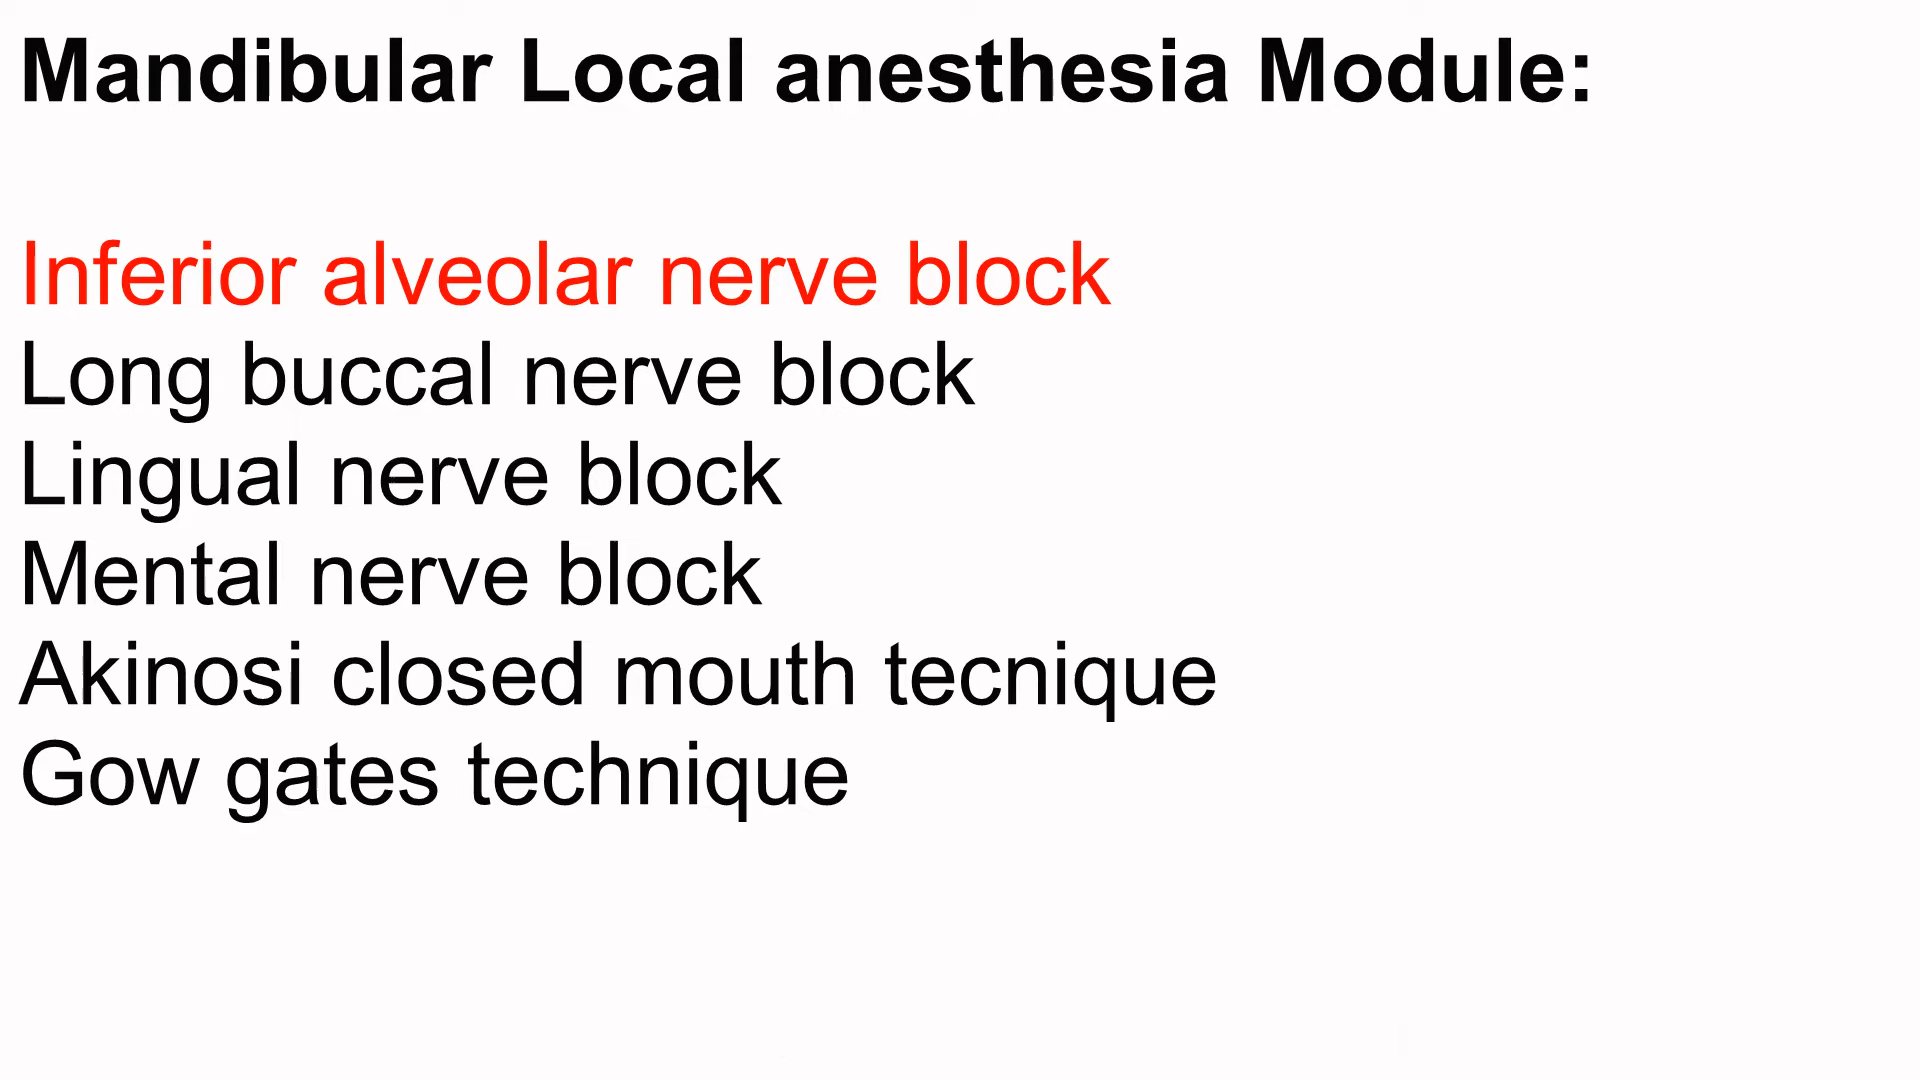 Mandibular Local anesthesia Module:
Inferior alveolar nerve block
Long buccal nerve block
Lingual nerve block
Mental nerve block
Akinosi closed mouth tecnique
Gow gates technique